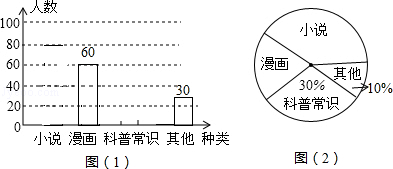 人数
100
80
60
40
20
0
60
30
小说 漫画 科普常识 其他 种类
图(1)
小说
漫画
其他
30%
科普常识
10%
图(2)